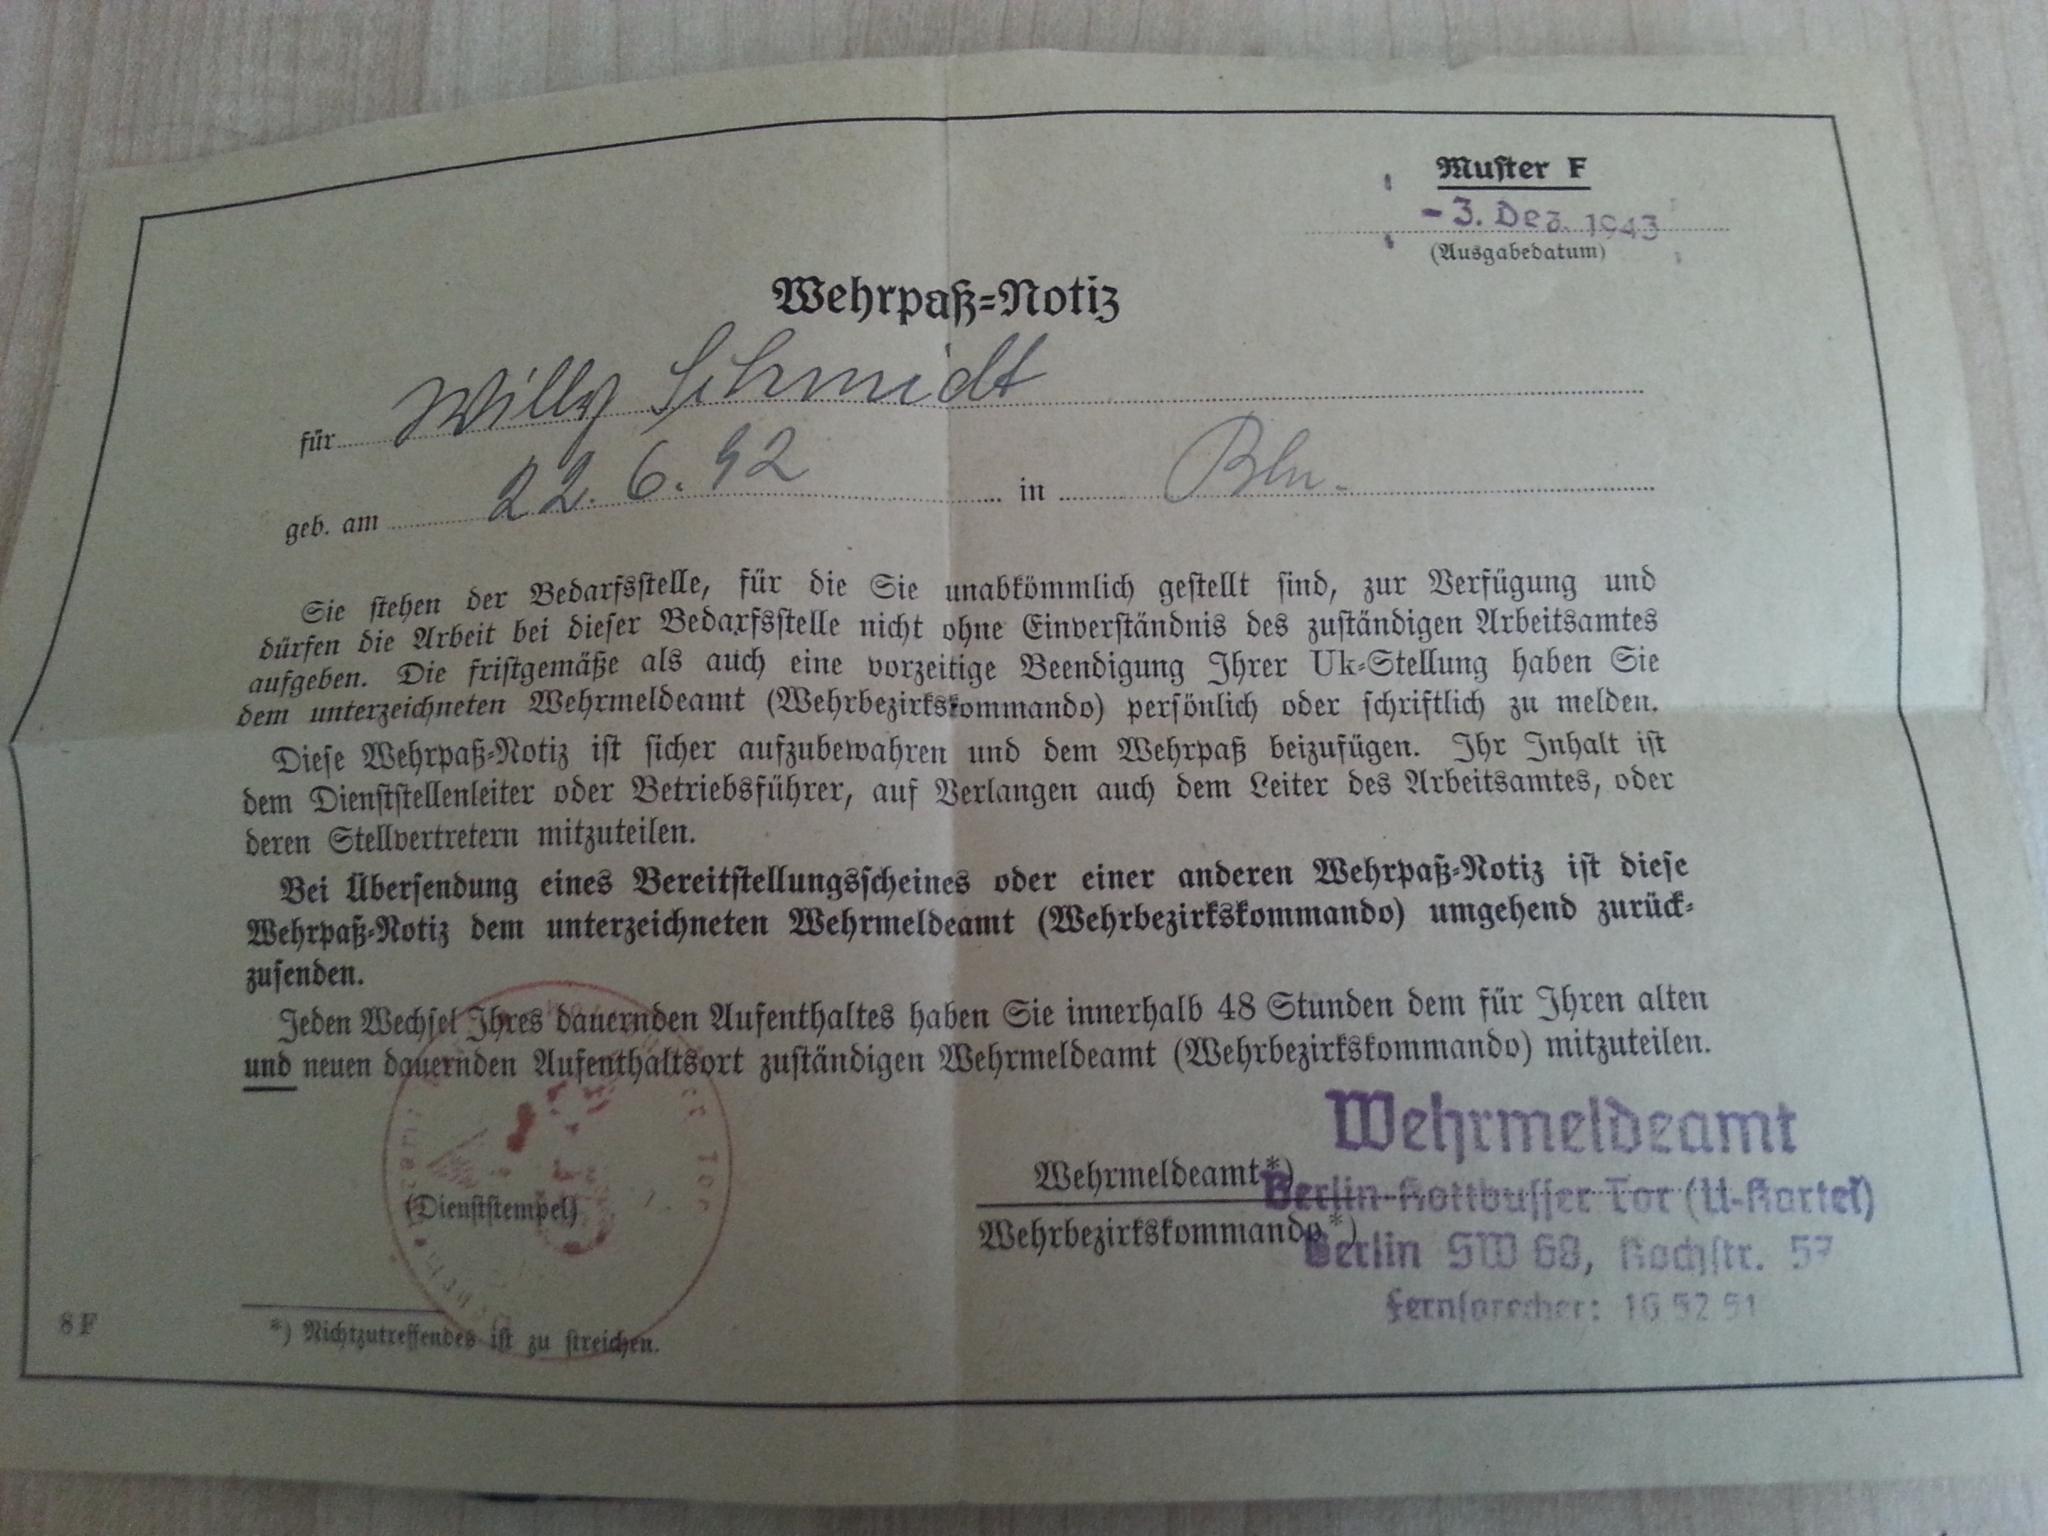 Muster F
- 3. Dez. 1943
(Ausgabedatum)
Wehrpaß-Notiz
für Willy Schmidt
geb. am 22. 6. 92 in Bln.
Sie stehen der Bedarfsstelle, für die Sie unabkömmlich gestellt sind, zur Verfügung und
dürfen die Arbeit bei dieser Bedarfsstelle nicht ohne Einverständnis des zuständigen Arbeitsamtes
aufgeben. Die fristgemäße als auch eine vorzeitige Beendigung Ihrer Uk-Stellung haben Sie
dem unterzeichneten Wehrmeldeamt (Wehrbezirkskommando) persönlich oder schriftlich zu melden.
Diese Wehrpaß-Notiz ist sicher aufzubewahren und dem Wehrpaß beizufügen. Ihr Inhalt ist
dem Dienststellenleiter oder Betriebsführer, auf Verlangen auch dem Leiter des Arbeitsamtes, oder
deren Stellvertretern mitzuteilen.
Bei Übersendung eines Bereitstellungsscheines oder einer anderen Wehrpaß-Notiz ist diese
Wehrpaß-Notiz dem unterzeichneten Wehrmeldeamt (Wehrbezirkskommando) umgehend zurück-
zusenden.
Jeden Wechsel Ihres dauernden Aufenthaltes haben Sie innerhalb 48 Stunden dem für Ihren alten
und neuen dauernden Aufenthaltsort zuständigen Wehrmeldeamt (Wehrbezirkskommando) mitzuteilen.
Wehrmeldeamt
Wehrmeldeamt*)
Berlin-Kottbusser Tor (U-Kartei)
(Dienststempel)
Wehrbezirkskommando*)
Berlin SW 68, Kochstr. 57
Fernsprecher: 16 52 51
8 F
*) Nichtzutreffendes ist zu streichen.